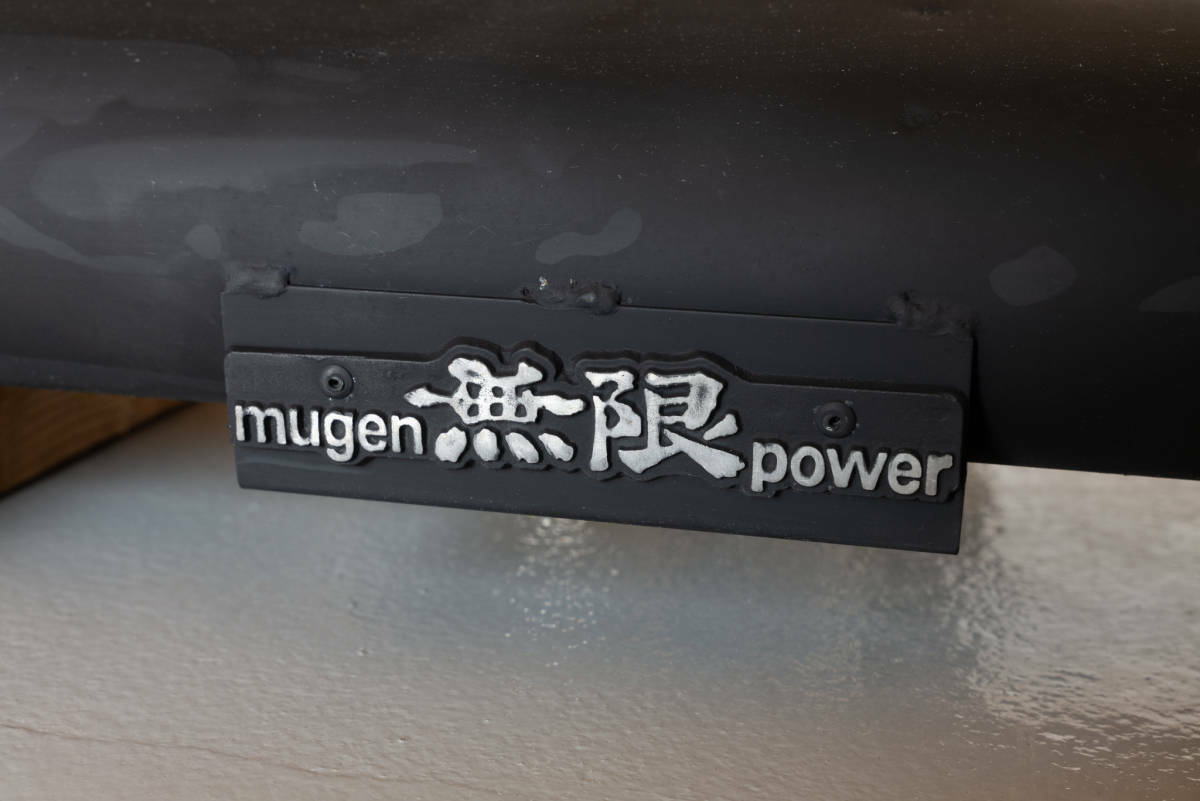 mugen 無限 power